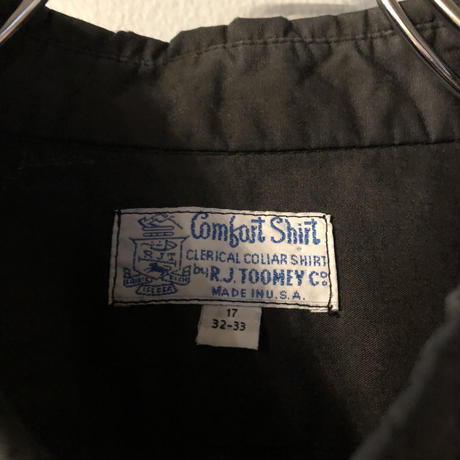 Comfort Shirt
CLERICAL COLLAR SHIRT
by R.J. TOOMEY Co
MADE IN U.S.A.
R J T
17
32-33